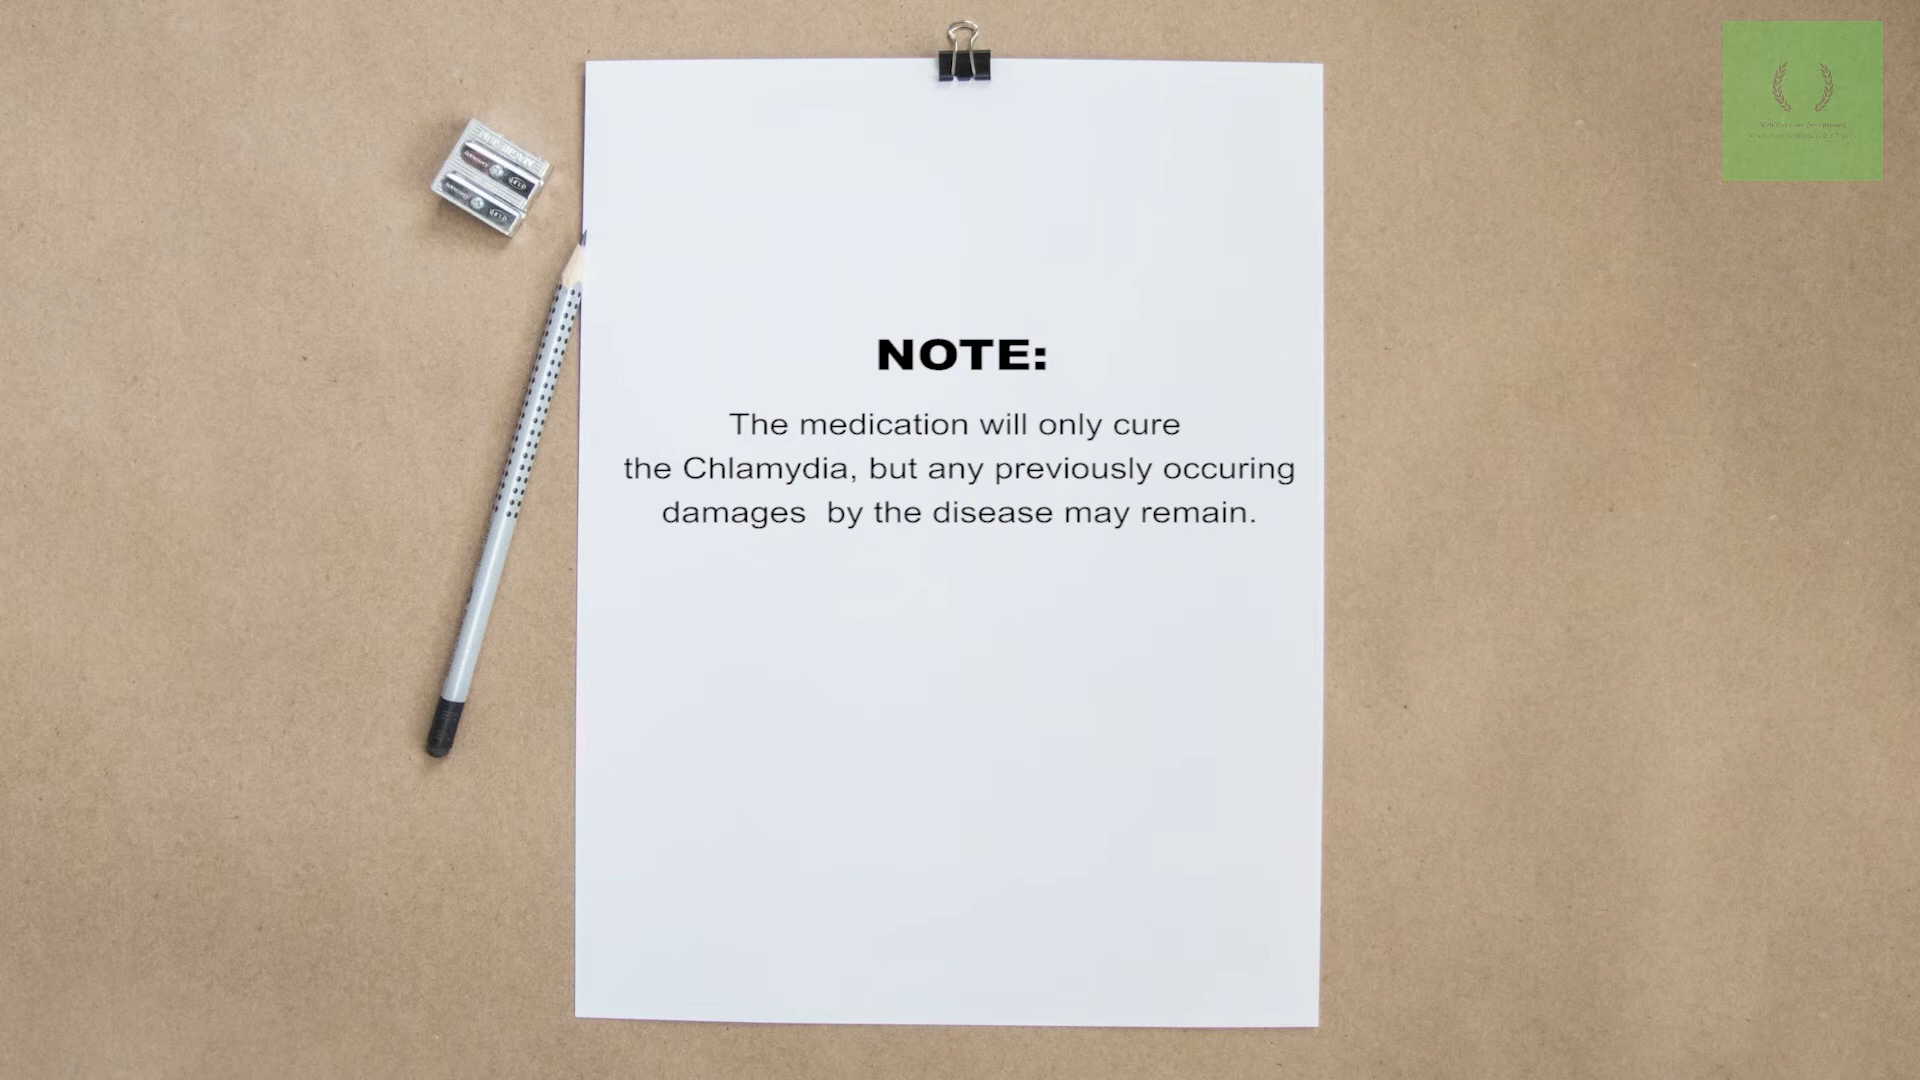 NOTE:
The medication will only cure
the Chlamydia, but any previously occuring
damages by the disease may remain.